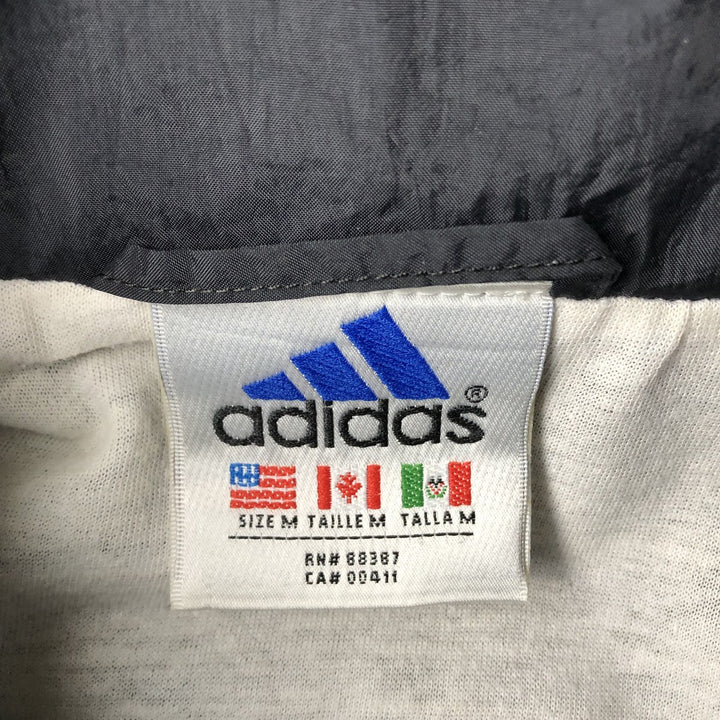 adidas®
SIZE M TAILLE M TALLA M
RN# 88387
CA# 00411